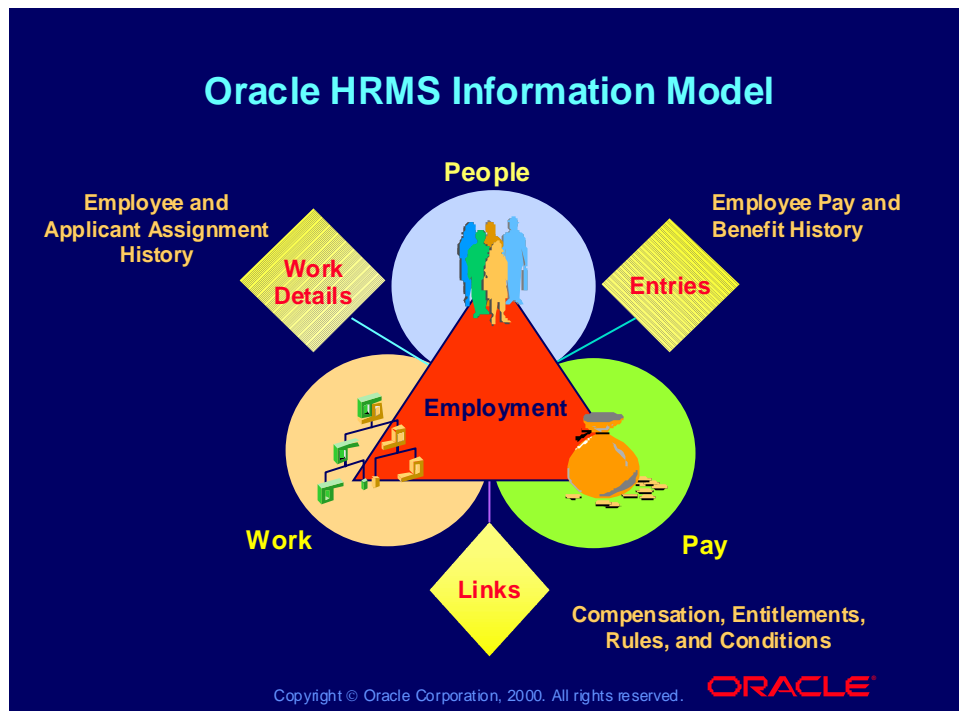 Oracle HRMS Information Model
People
Employee and
Applicant Assignment
History
Employee Pay and
Benefit History
Work
Details
Entries
Employment
Work
Pay
Links
Compensation, Entitlements,
Rules, and Conditions
Copyright © Oracle Corporation, 2000. All rights reserved.
ORACLE®